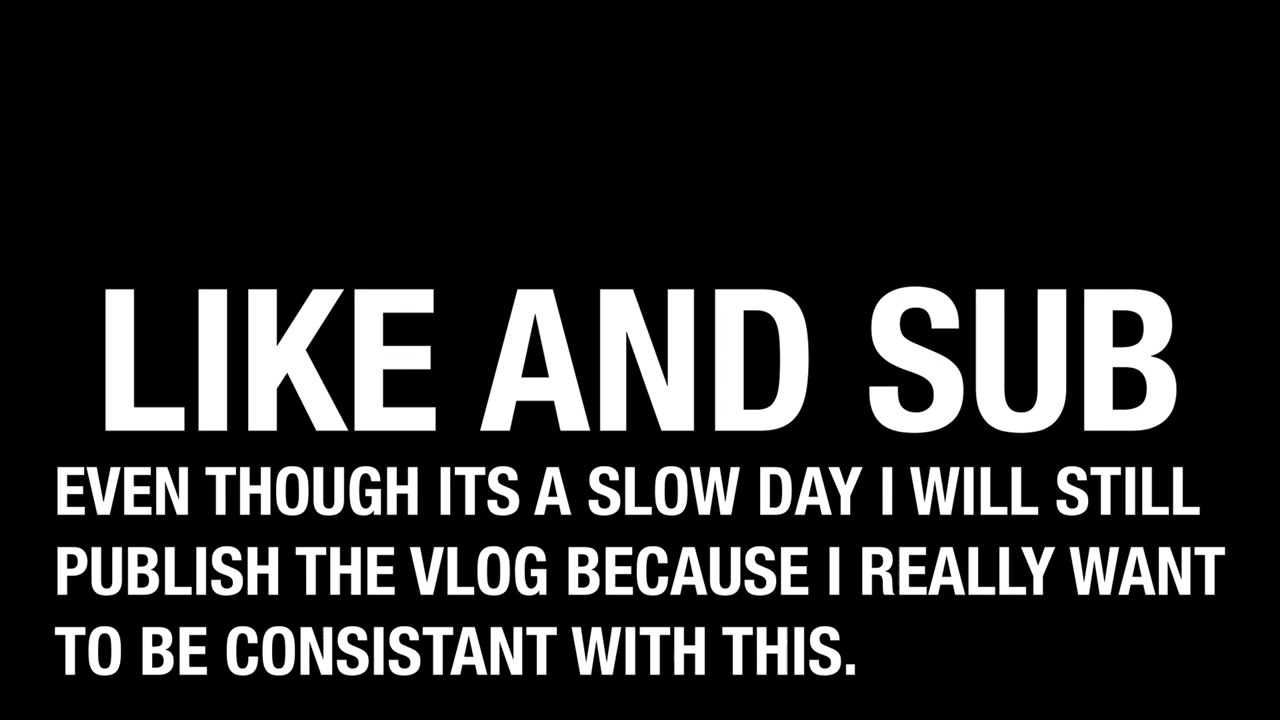 LIKE AND SUB
EVEN THOUGH ITS A SLOW DAY I WILL STILL
PUBLISH THE VLOG BECAUSE I REALLY WANT
TO BE CONSISTANT WITH THIS.